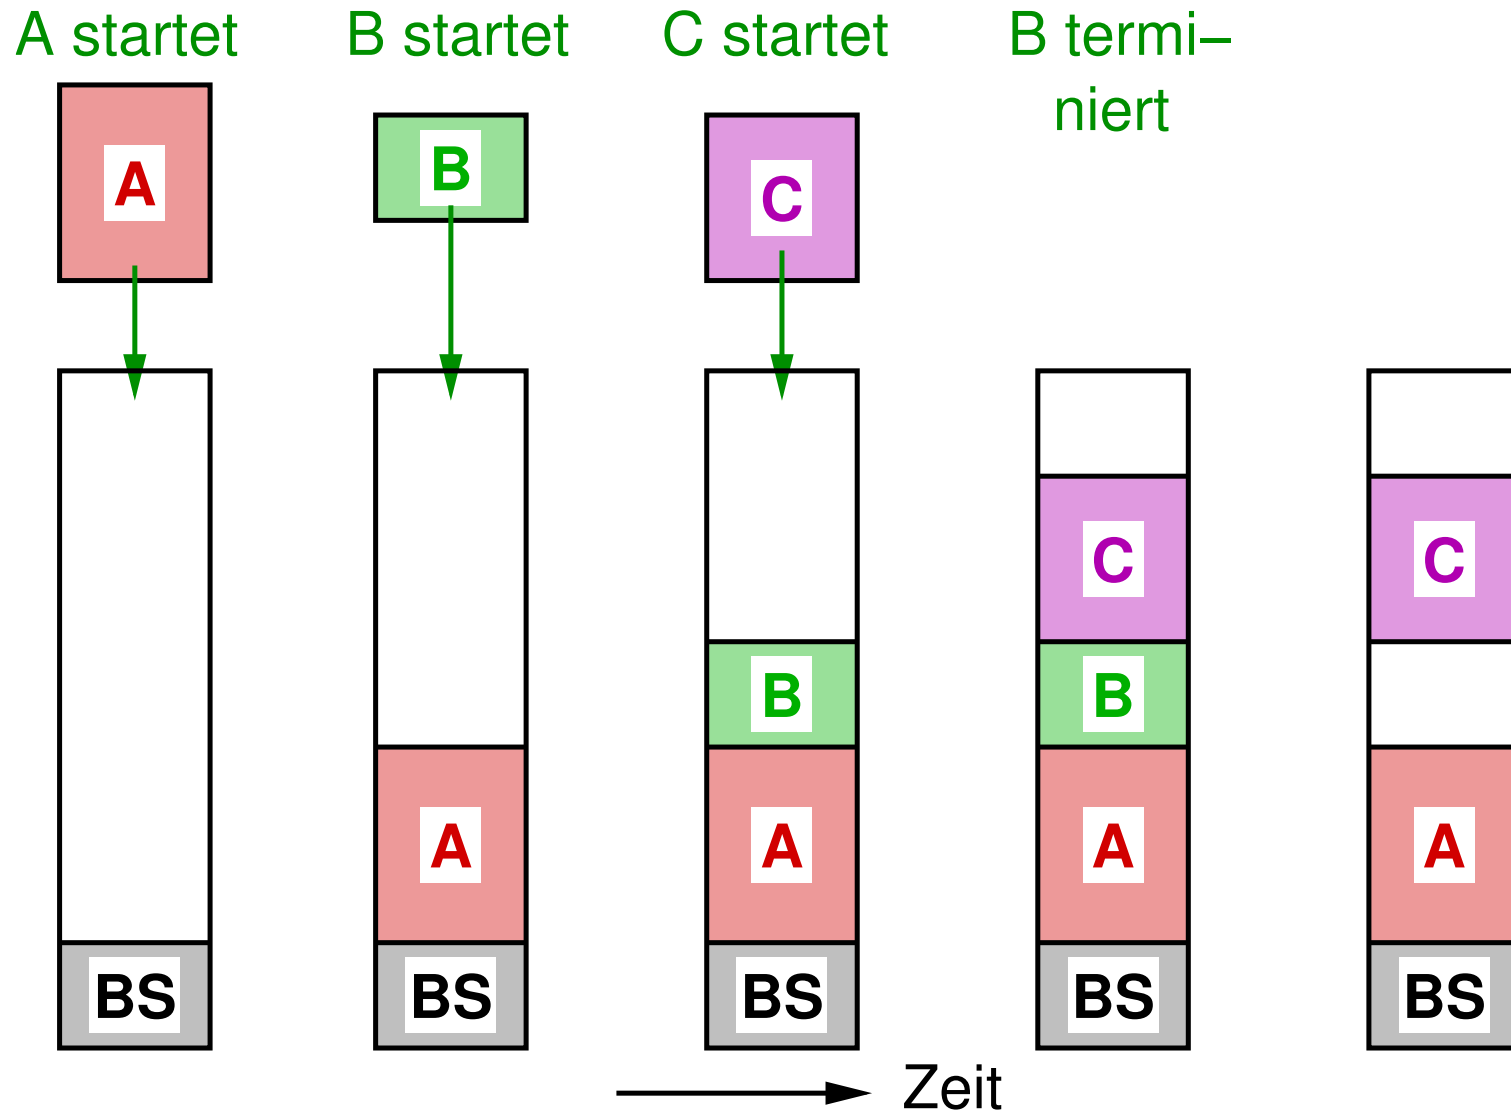 A startet
B startet
C startet
B termi–
niert
A
B
C
C
C
B
B
A
A
A
A
BS
BS
BS
BS
BS
Zeit